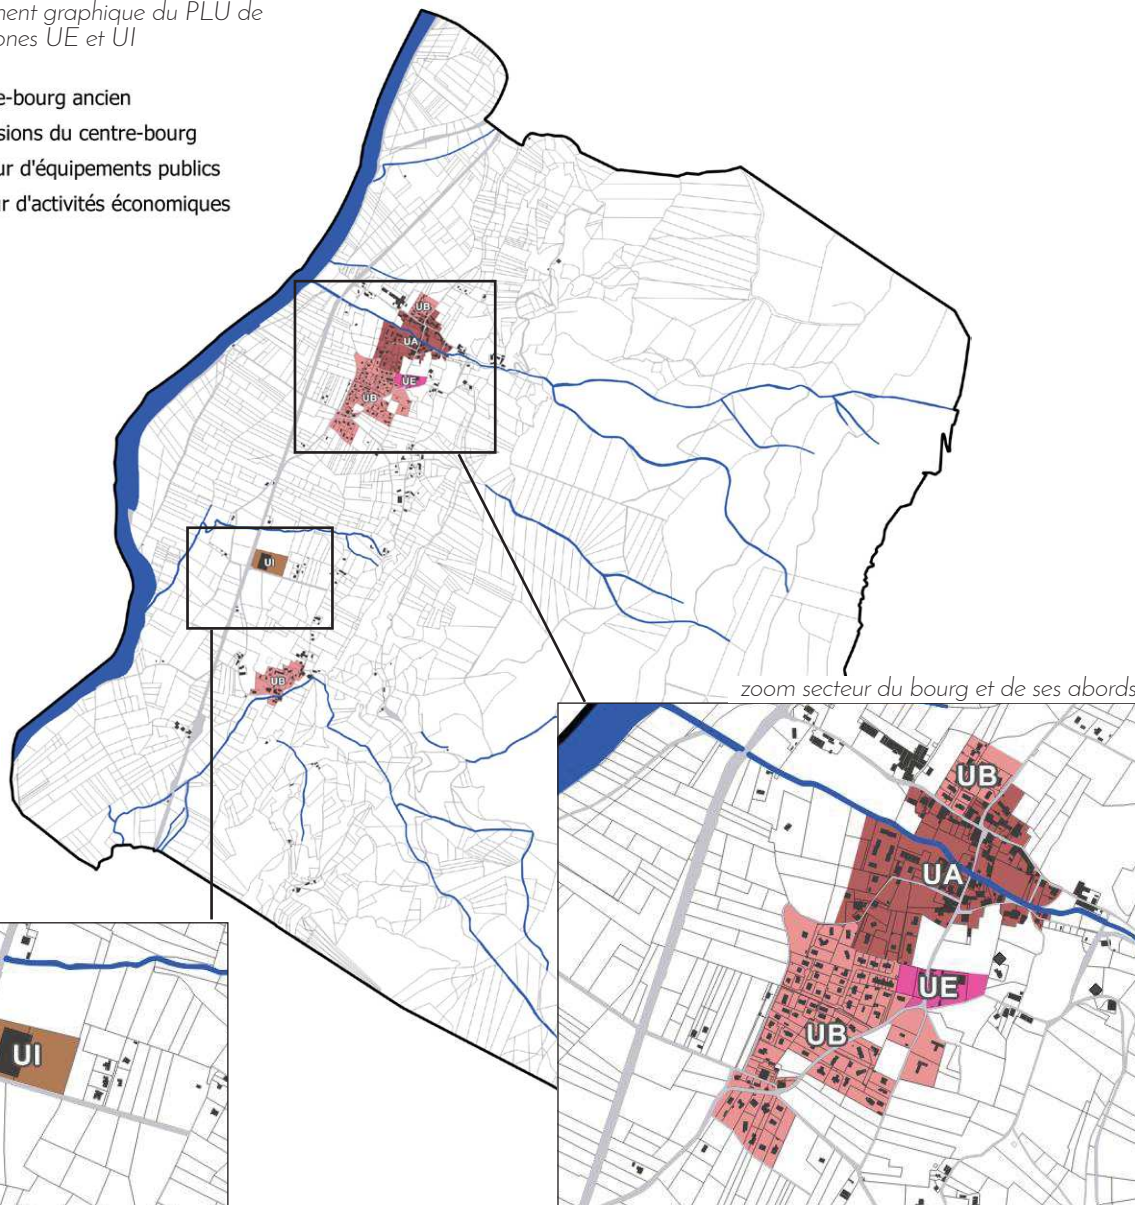 ment graphique du PLU de
ones UE et UI
e-bourg ancien
sions du centre-bourg
ur d'équipements publics
ur d'activités économiques
UB
UA
UE
UB
UI
UB
zoom secteur du bourg et de ses abords
UB
UA
UE
UB
UI